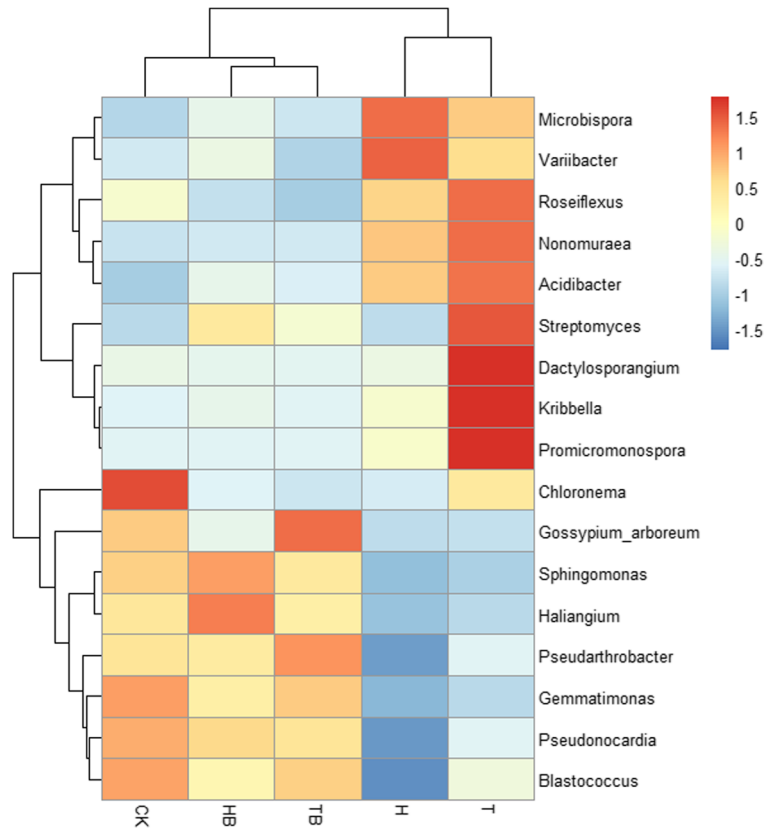 Microbispora
Variibacter
Roseiflexus
Nonomuraea
Acidibacter
Streptomyces
Dactylosporangium
Kribbella
Promicromonospora
Chloronema
Gossypium_arboreum
Sphingomonas
Haliangium
Pseudarthrobacter
Gemmatimonas
Pseudonocardia
Blastococcus
1.5
1
0.5
0
-0.5
-1
-1.5
CK HB TB H T